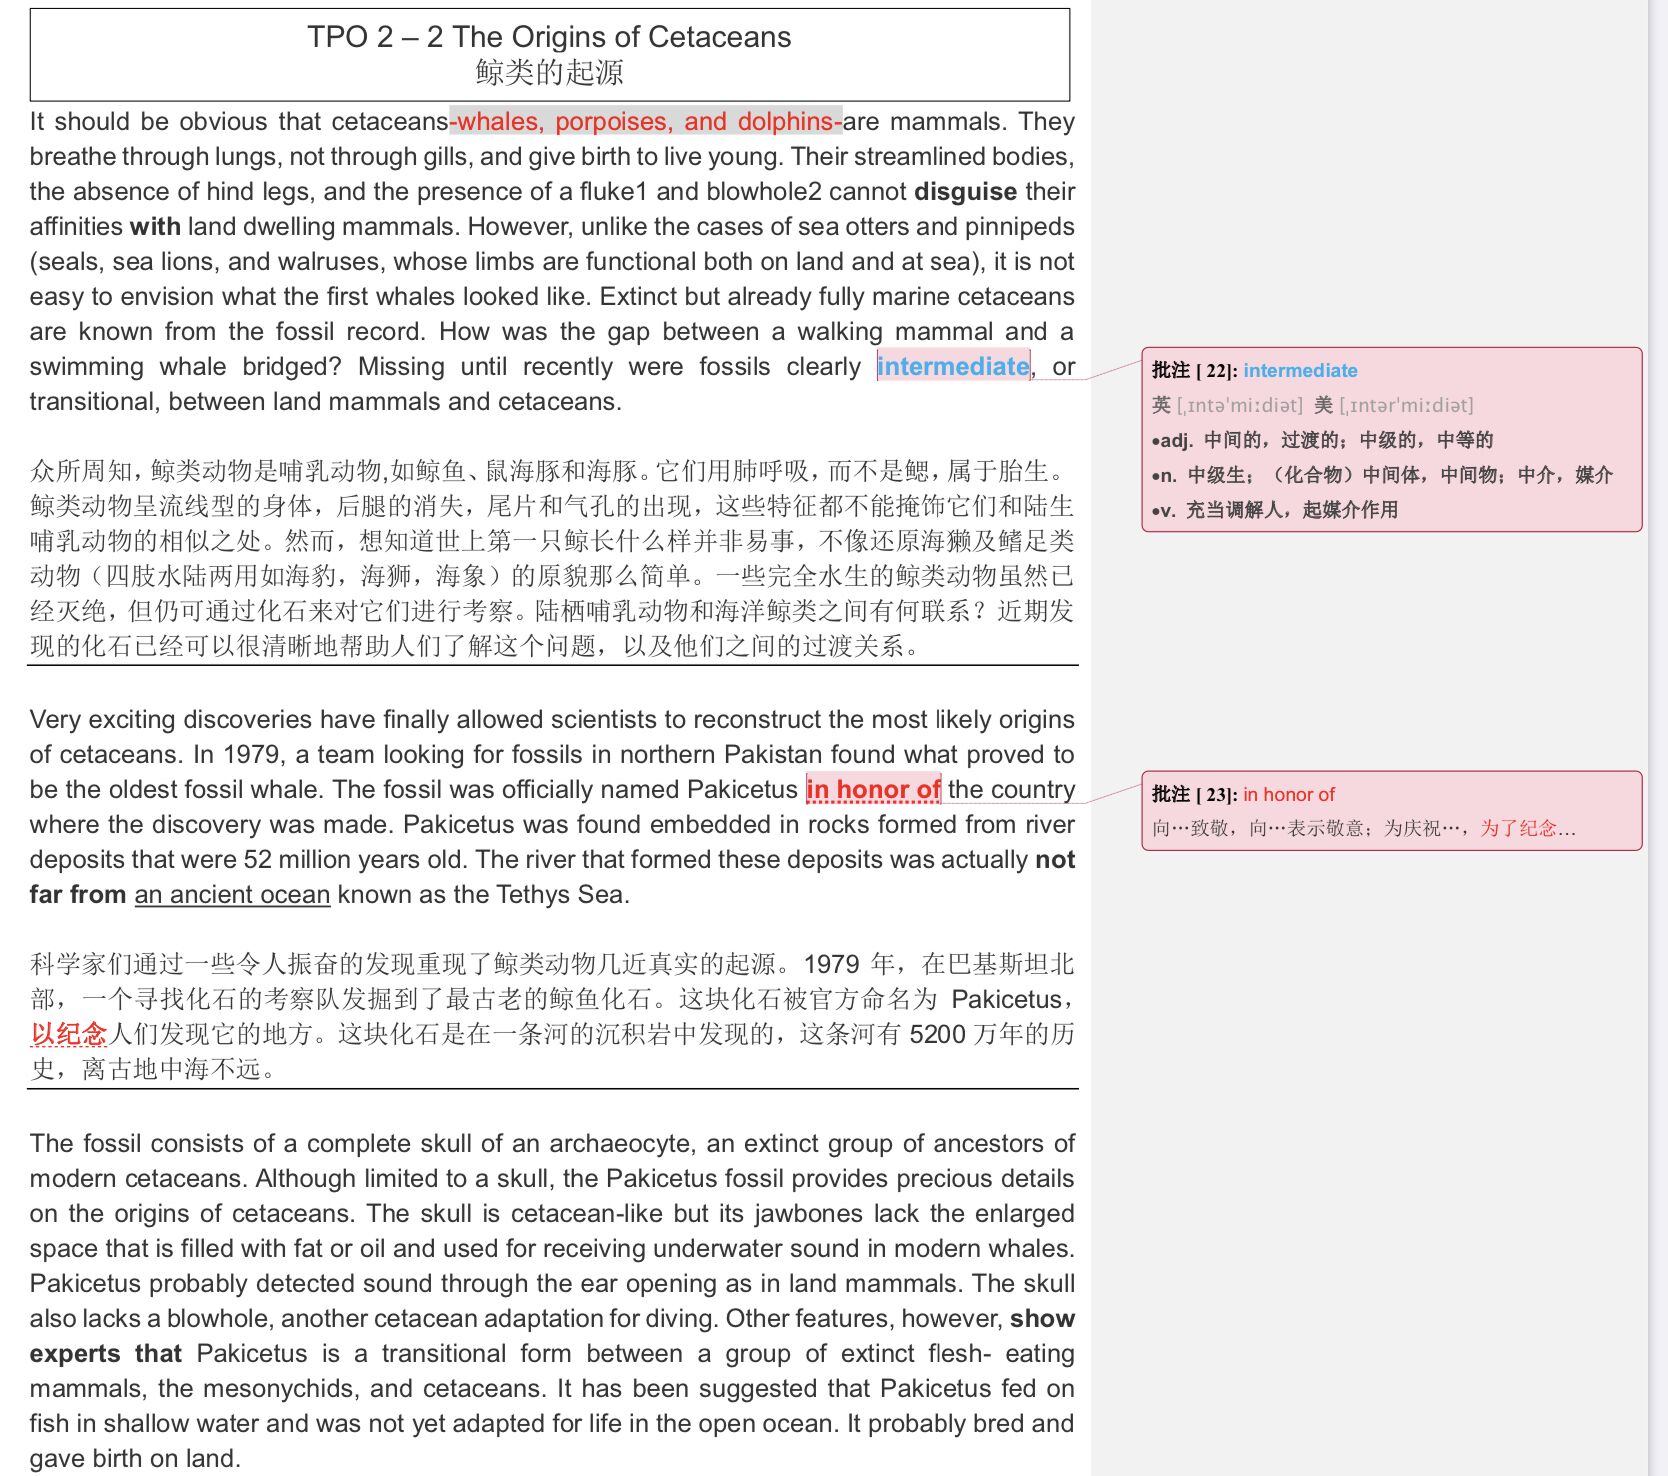 TPO 2 – 2 The Origins of Cetaceans
鲸类的起源
It should be obvious that cetaceans-whales, porpoises, and dolphins-are mammals. They
breathe through lungs, not through gills, and give birth to live young. Their streamlined bodies,
the absence of hind legs, and the presence of a fluke1 and blowhole2 cannot disguise their
affinities with land dwelling mammals. However, unlike the cases of sea otters and pinnipeds
(seals, sea lions, and walruses, whose limbs are functional both on land and at sea), it is not
easy to envision what the first whales looked like. Extinct but already fully marine cetaceans
are known from the fossil record. How was the gap between a walking mammal and a
swimming whale bridged? Missing until recently were fossils clearly intermediate, or
transitional, between land mammals and cetaceans.
批注 [ 22]: intermediate
英 [ˌɪntəˈmiːdiət] 美 [ˌɪntərˈmiːdiət]
•adj. 中间的，过渡的；中级的，中等的
•n. 中级生；（化合物）中间体，中间物；中介，媒介
•v. 充当调解人，起媒介作用
众所周知，鲸类动物是哺乳动物,如鲸鱼、鼠海豚和海豚。它们用肺呼吸，而不是鳃，属于胎生。
鲸类动物呈流线型的身体，后腿的消失，尾片和气孔的出现，这些特征都不能掩饰它们和陆生
哺乳动物的相似之处。然而，想知道世上第一只鲸长什么样并非易事，不像还原海獭及鳍足类
动物（四肢水陆两用如海豹，海狮，海象）的原貌那么简单。一些完全水生的鲸类动物虽然已
经灭绝，但仍可通过化石来对它们进行考察。陆栖哺乳动物和海洋鲸类之间有何联系？近期发
现的化石已经可以很清晰地帮助人们了解这个问题，以及他们之间的过渡关系。
Very exciting discoveries have finally allowed scientists to reconstruct the most likely origins
of cetaceans. In 1979, a team looking for fossils in northern Pakistan found what proved to
be the oldest fossil whale. The fossil was officially named Pakicetus in honor of the country
where the discovery was made. Pakicetus was found embedded in rocks formed from river
deposits that were 52 million years old. The river that formed these deposits was actually not
far from an ancient ocean known as the Tethys Sea.
批注 [ 23]: in honor of
向…致敬，向…表示敬意；为庆祝…，为了纪念…
科学家们通过一些令人振奋的发现重现了鲸类动物几近真实的起源。1979 年，在巴基斯坦北
部，一个寻找化石的考察队发掘到了最古老的鲸鱼化石。这块化石被官方命名为 Pakicetus，
以纪念人们发现它的地方。这块化石是在一条河的沉积岩中发现的，这条河有 5200 万年的历
史，离古地中海不远。
The fossil consists of a complete skull of an archaeocyte, an extinct group of ancestors of
modern cetaceans. Although limited to a skull, the Pakicetus fossil provides precious details
on the origins of cetaceans. The skull is cetacean-like but its jawbones lack the enlarged
space that is filled with fat or oil and used for receiving underwater sound in modern whales.
Pakicetus probably detected sound through the ear opening as in land mammals. The skull
also lacks a blowhole, another cetacean adaptation for diving. Other features, however, show
experts that Pakicetus is a transitional form between a group of extinct flesh- eating
mammals, the mesonychids, and cetaceans. It has been suggested that Pakicetus fed on
fish in shallow water and was not yet adapted for life in the open ocean. It probably bred and
gave birth on land.